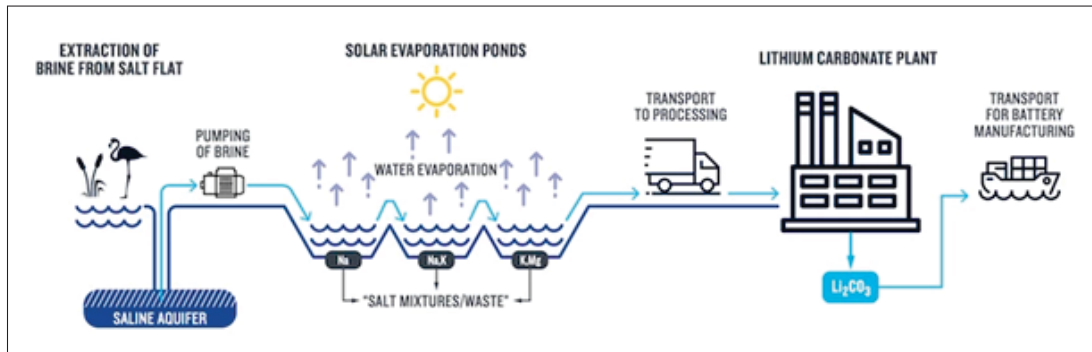 EXTRACTION OF
BRINE FROM SALT FLAT
SOLAR EVAPORATION PONDS
LITHIUM CARBONATE PLANT
PUMPING
OF BRINE
WATER EVAPORATION
TRANSPORT
TO PROCESSING
TRANSPORT
FOR BATTERY
MANUFACTURING
Na
Na,K
K,Mg
"SALT MIXTURES/WASTE"
SALINE AQUIFER
Li₂CO₃